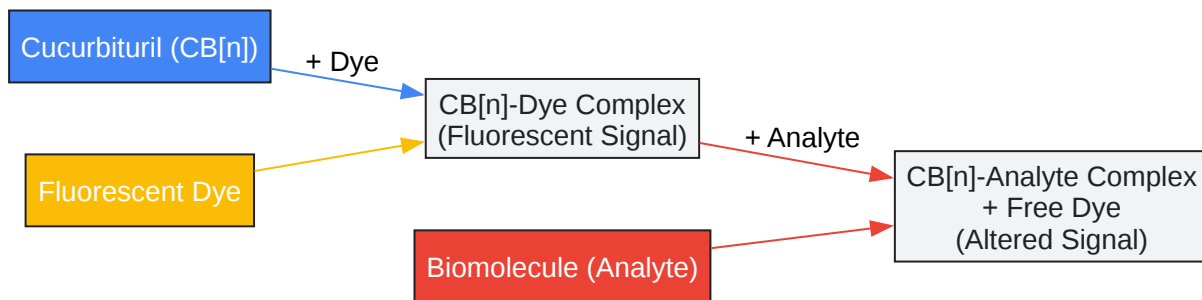 Cucurbituril (CB[n])
+ Dye
CB[n]-Dye Complex
(Fluorescent Signal)
+ Analyte
Fluorescent Dye
CB[n]-Analyte Complex
+ Free Dye
(Altered Signal)
Biomolecule (Analyte)